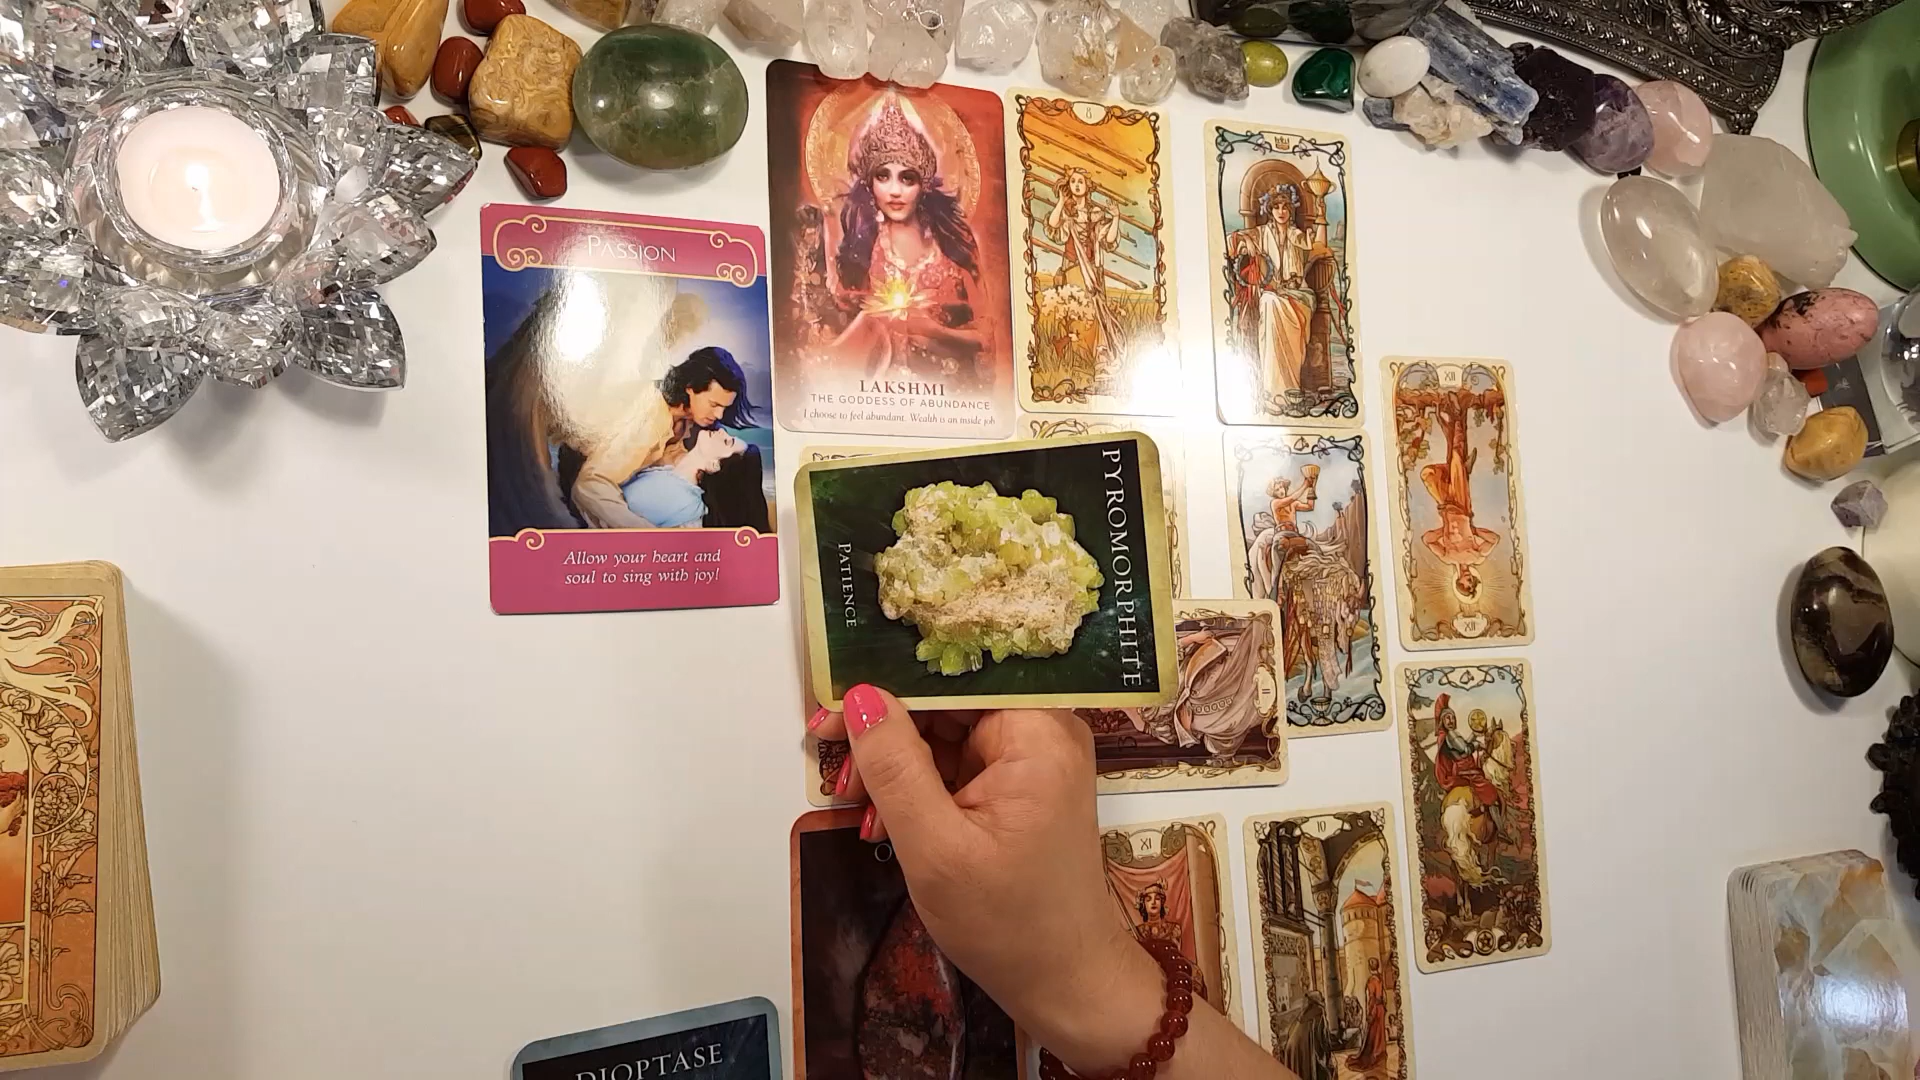 PASSION
Allow your heart and
soul to sing with joy!
LAKSHMI
THE GODDESS OF ABUNDANCE
I choose to feel abundant. Wealth is an inside job
8
XII
XII
PYROMORPHITE
PATIENCE
II
XI
10
O
DIOPTASE